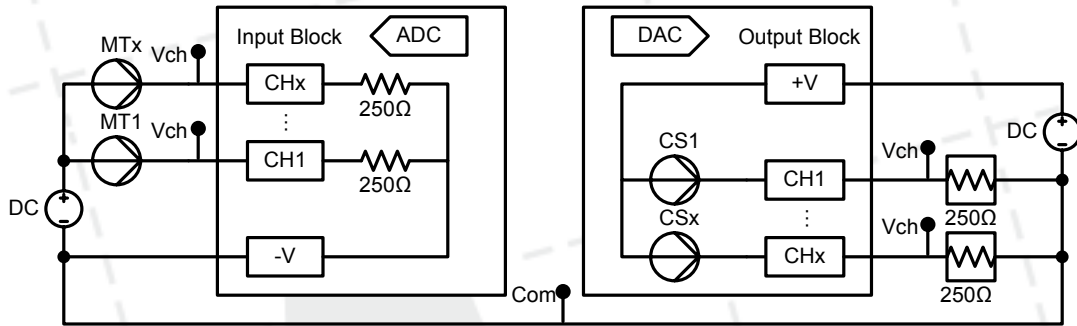 Input Block
ADC
MTx
Vch
CHx
250Ω
⋮
MT1
Vch
CH1
250Ω
DC
+
−
-V
DAC
Output Block
+V
DC
+
−
CS1
CH1
Vch
250Ω
⋮
CSx
CHx
Vch
250Ω
Com